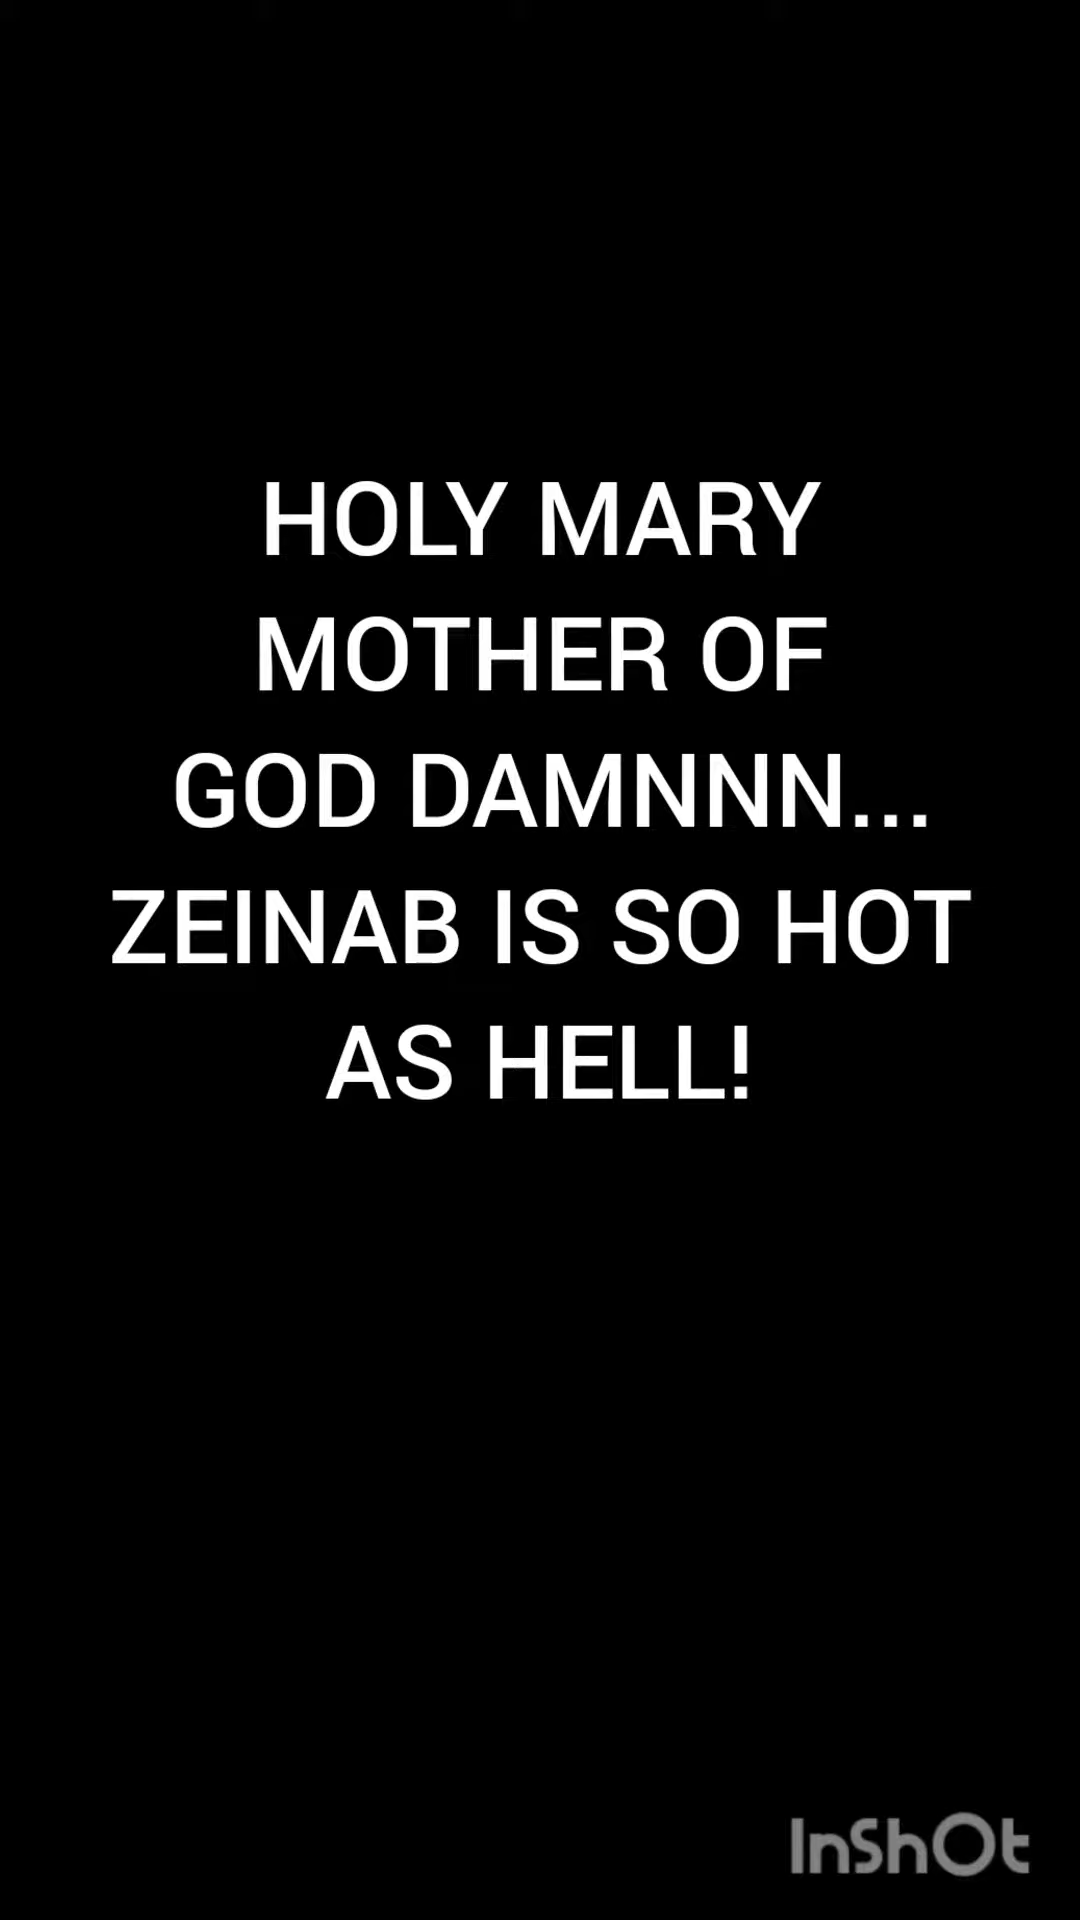 HOLY MARY
MOTHER OF
GOD DAMNNN...
ZEINAB IS SO HOT
AS HELL!
InShOt